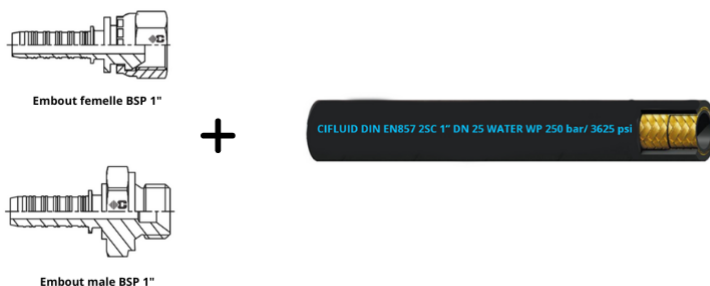 Embout femelle BSP 1"
CIFLUID DIN EN857 2SC 1" DN 25 WATER WP 250 bar/ 3625 psi
Embout male BSP 1"